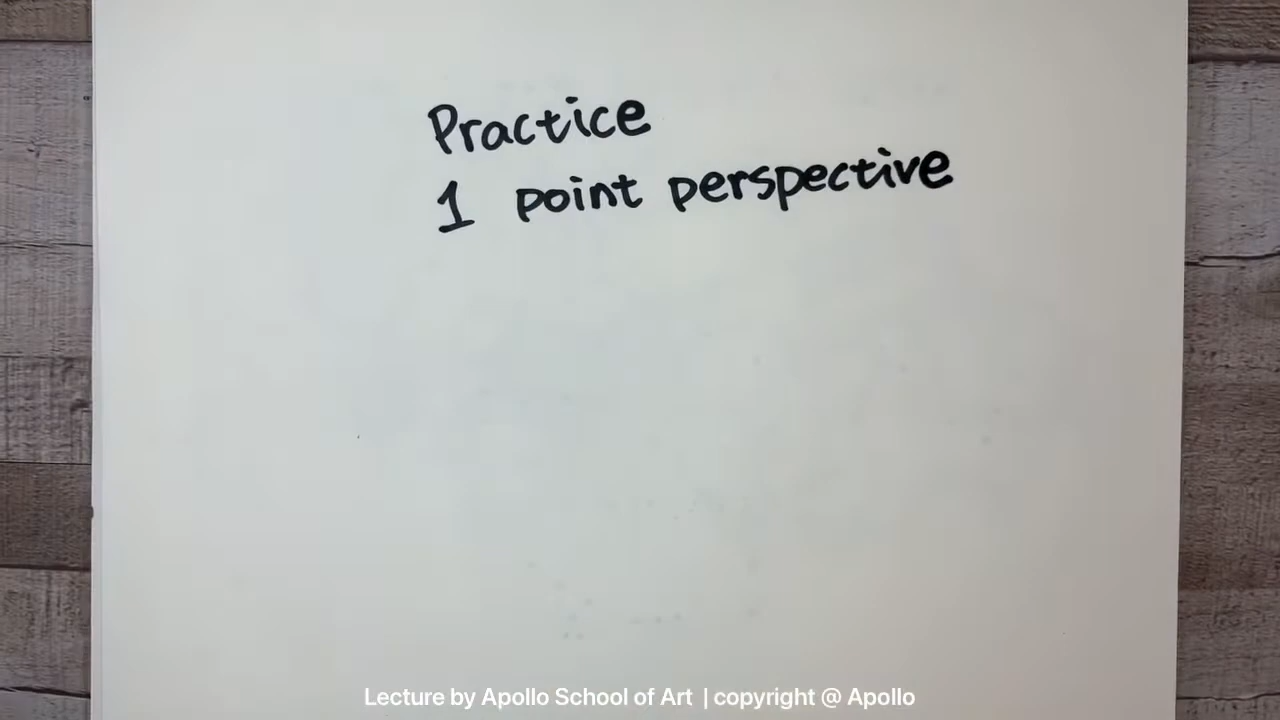 Practice
1 point perspective
Lecture by Apollo School of Art | copyright @ Apollo